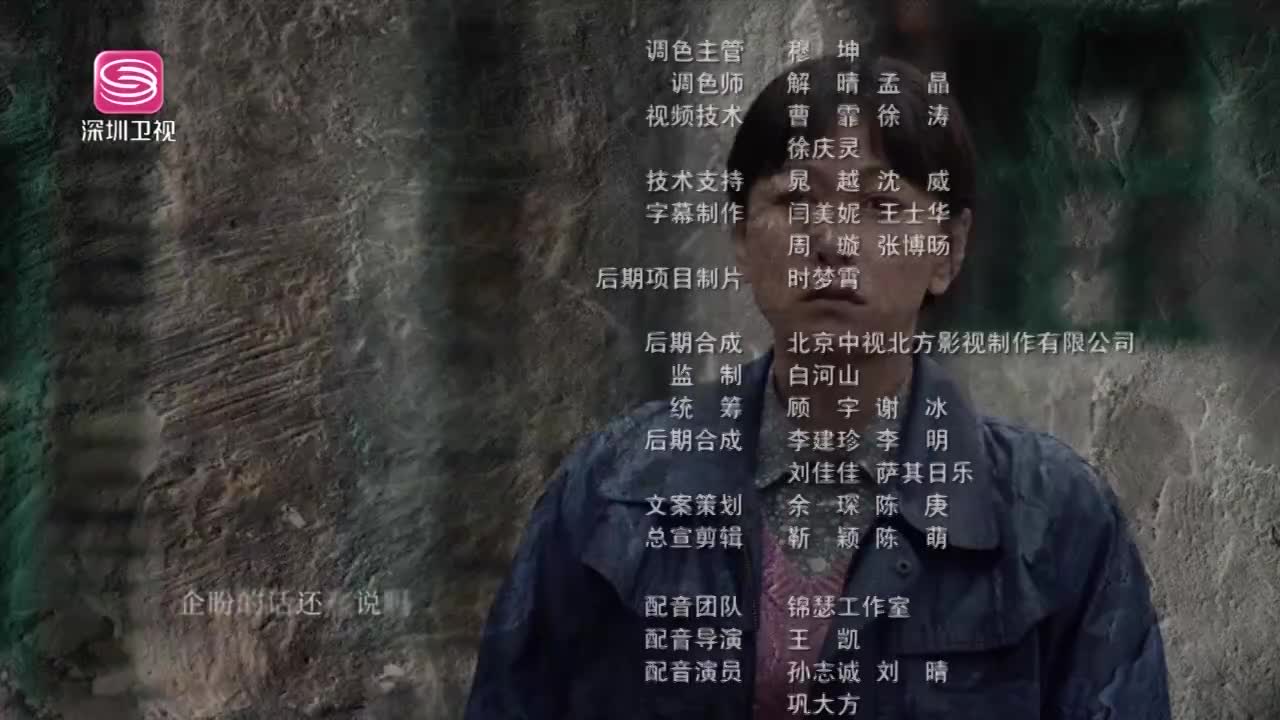 深圳卫视
调色主管 穆坤
调色师 解晴 孟晶
视频技术 曹霏 徐涛
徐庆灵
技术支持 晁越 沈威
字幕制作 闫美妮 王士华
周璇 张博旸
后期项目制片 时梦霄
后期合成 北京中视北方影视制作有限公司
监制 白河山
统筹 顾宇 谢冰
后期合成 李建珍 李明
刘佳佳 萨其日乐
文案策划 余琛 陈庚
总宣剪辑 靳颖 陈萌
企盼的话还 说
配音团队 锦瑟工作室
配音导演 王凯
配音演员 孙志诚 刘晴
巩大方